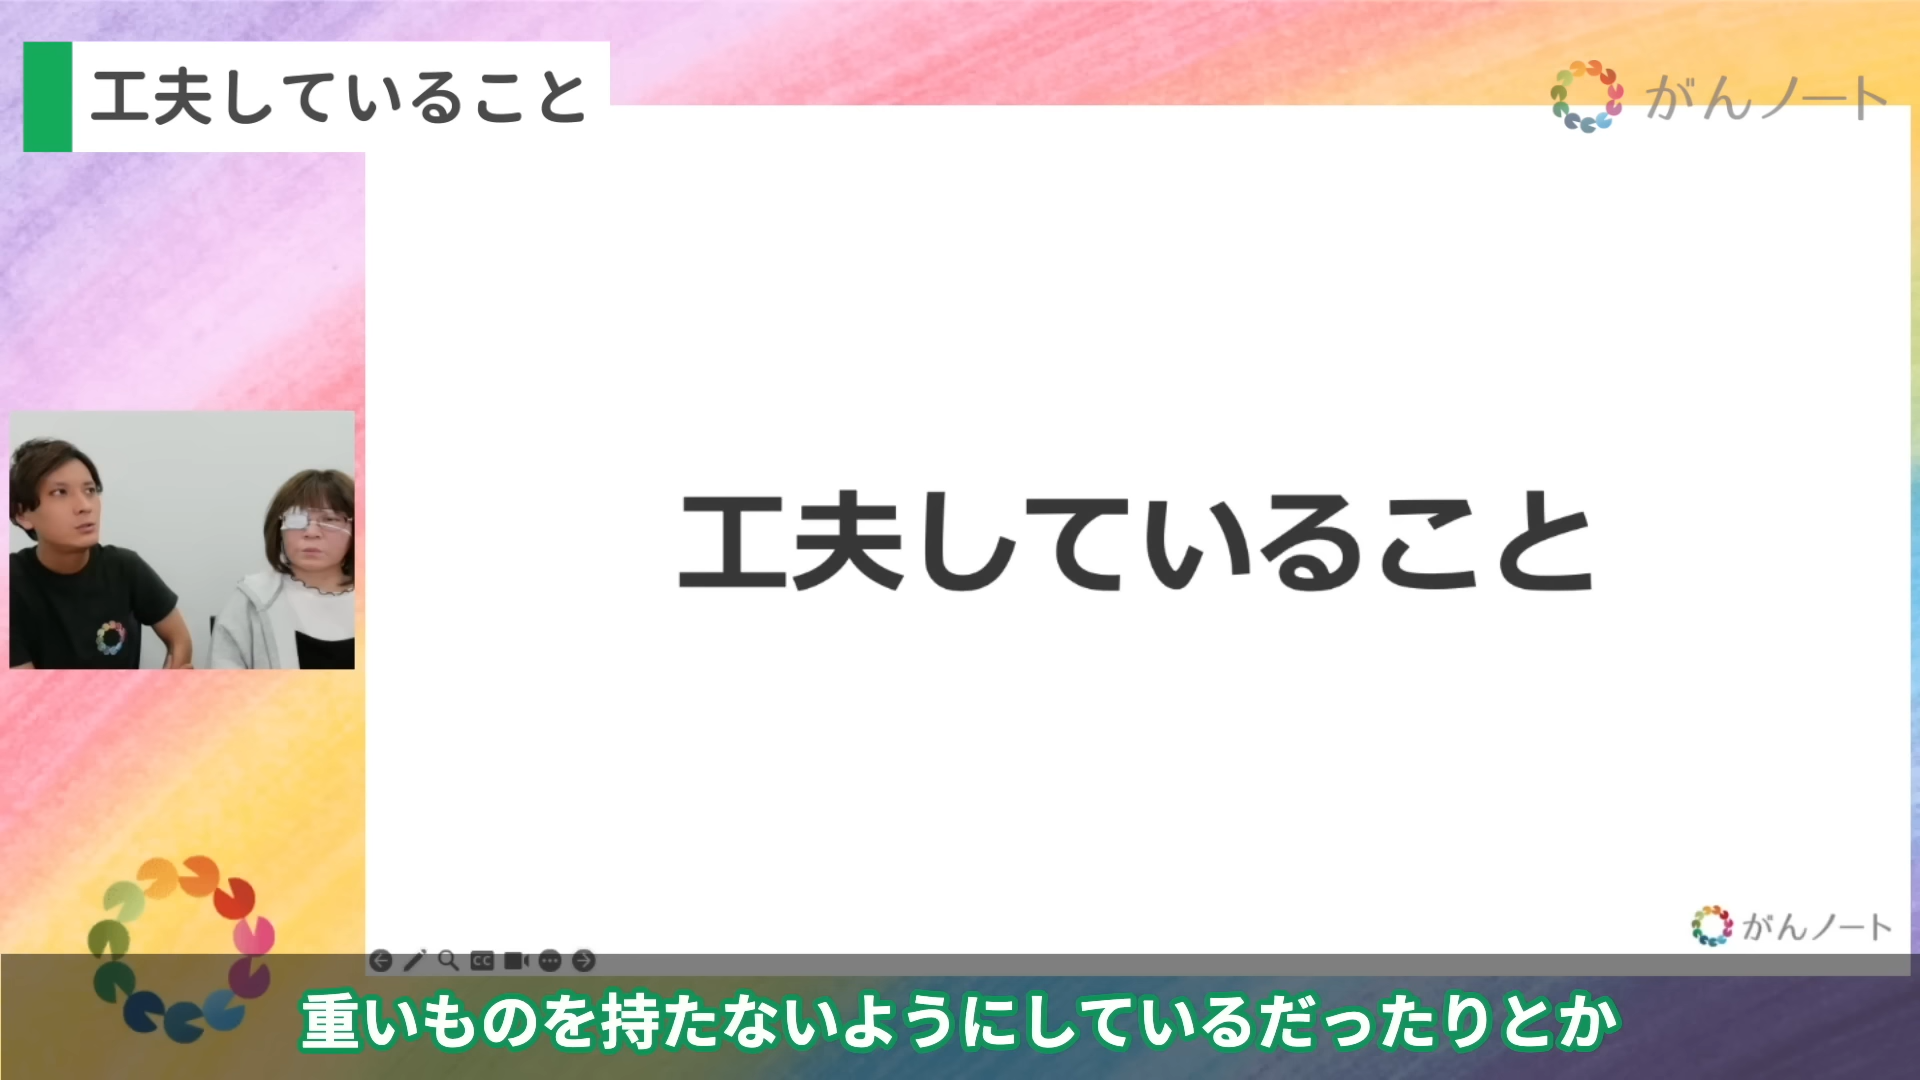 工夫していること
がんノート
工夫していること
がんノート
CC
重いものを持たないようにしているだったりとか